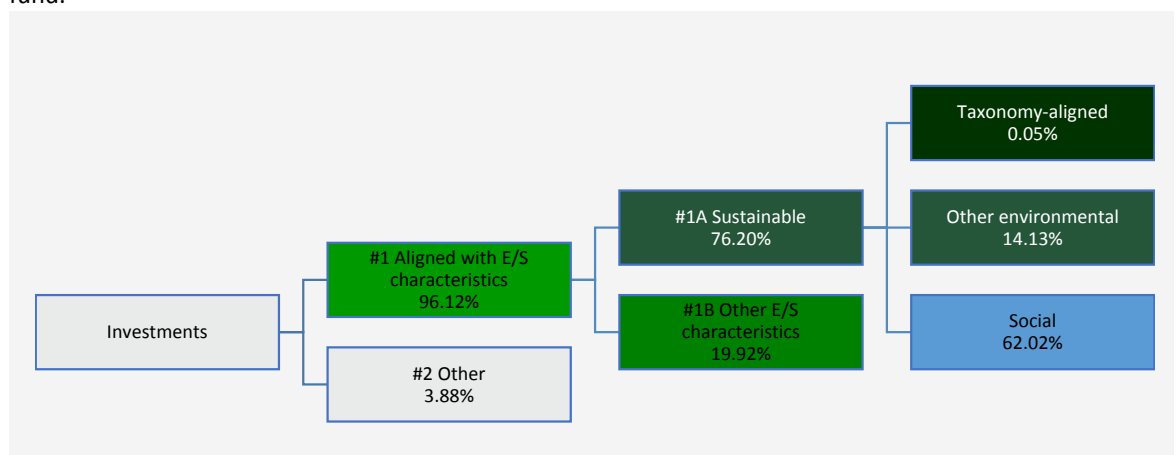 fund.
Taxonomy-aligned
0.05%
#1A Sustainable
76.20%
Other environmental
14.13%
#1 Aligned with E/S
characteristics
96.12%
Investments
#1B Other E/S
characteristics
19.92%
Social
62.02%
#2 Other
3.88%